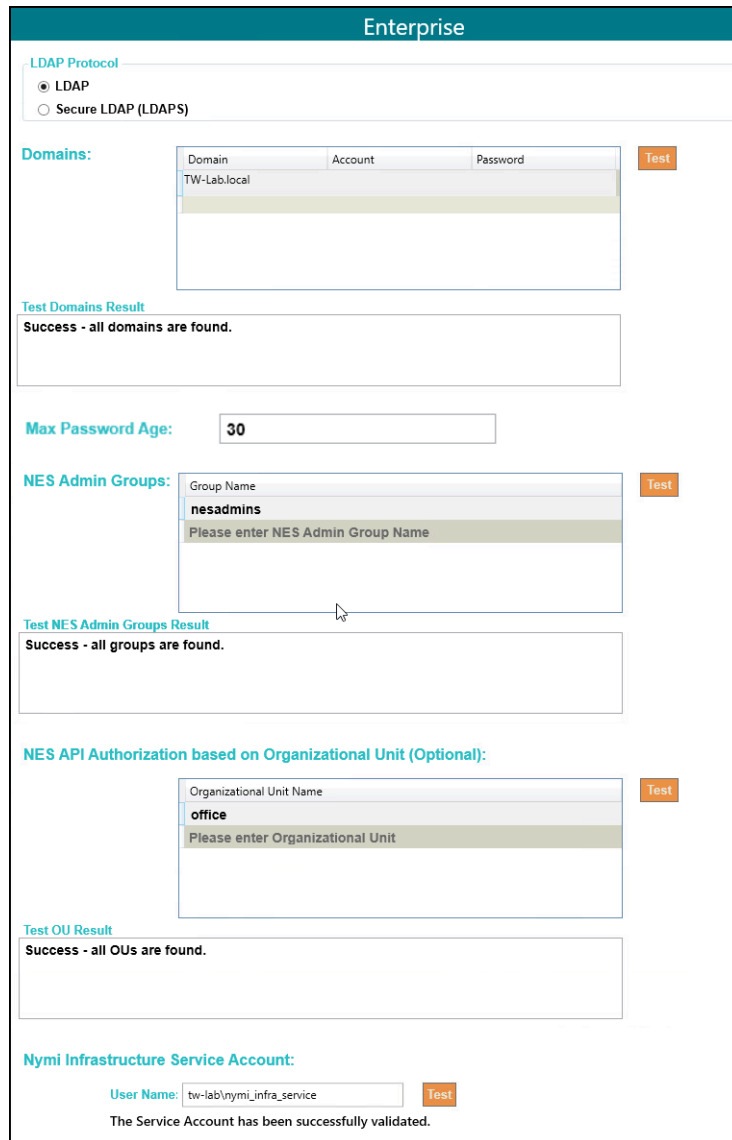 Enterprise
LDAP Protocol
LDAP
Secure LDAP (LDAPS)
Domains:
Domain Account Password
Test
TW-Lab.local
Test Domains Result
Success - all domains are found.
Max Password Age: 30
NES Admin Groups:
Group Name
Test
nesadmins
Please enter NES Admin Group Name
Test NES Admin Groups Result
Success - all groups are found.
NES API Authorization based on Organizational Unit (Optional):
Organizational Unit Name
Test
office
Please enter Organizational Unit
Test OU Result
Success - all OUs are found.
Nymi Infrastructure Service Account:
User Name: tw-lab\nymi_infra_service Test
The Service Account has been successfully validated.